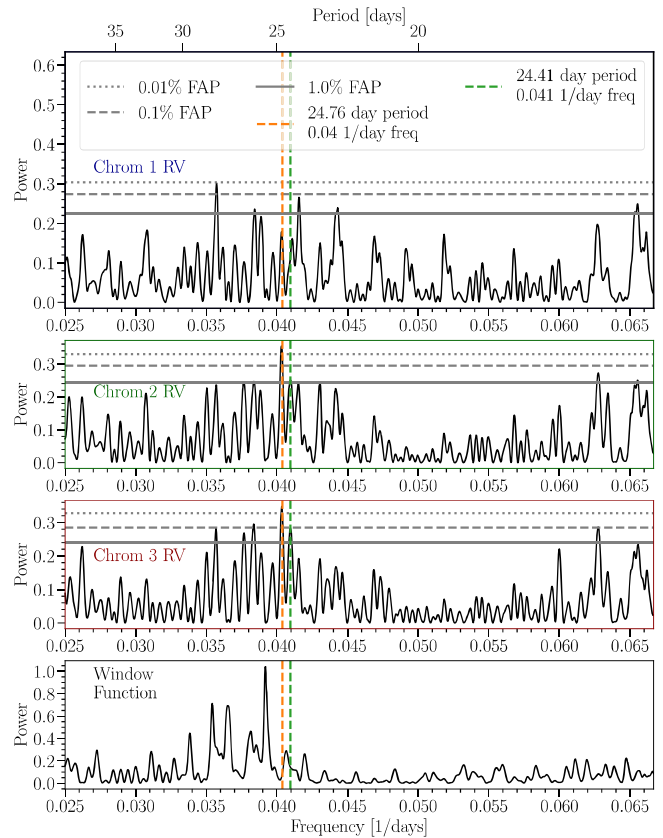 Period [days]
35 30 25 20
0.01% FAP
0.1% FAP
1.0% FAP
24.76 day period
0.04 1/day freq
24.41 day period
0.041 1/day freq
Chrom 1 RV
Power
0.6
0.5
0.4
0.3
0.2
0.1
0.0
0.025 0.030 0.035 0.040 0.045 0.050 0.055 0.060 0.065
Chrom 2 RV
Power
0.3
0.2
0.1
0.0
0.025 0.030 0.035 0.040 0.045 0.050 0.055 0.060 0.065
Chrom 3 RV
Power
0.3
0.2
0.1
0.0
0.025 0.030 0.035 0.040 0.045 0.050 0.055 0.060 0.065
Window
Function
Power
1.0
0.8
0.6
0.4
0.2
0.0
0.025 0.030 0.035 0.040 0.045 0.050 0.055 0.060 0.065
Frequency [1/days]